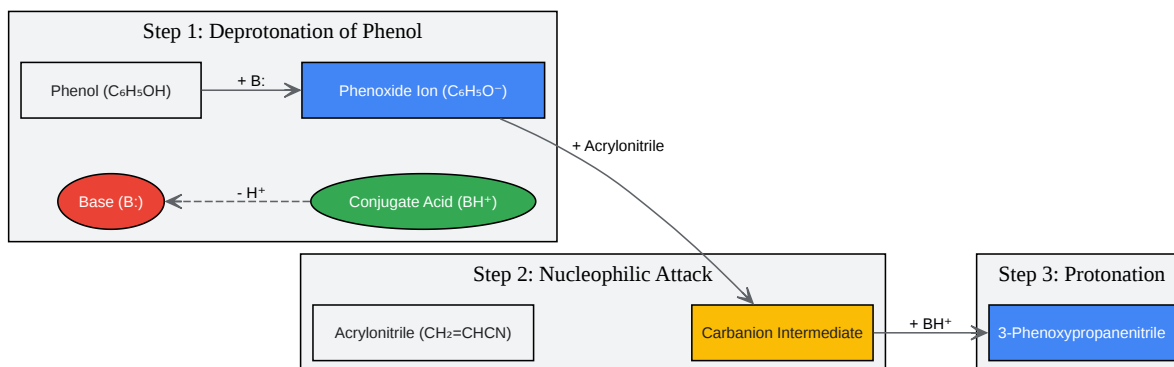 Step 1: Deprotonation of Phenol
Phenol (C₆H₅OH)
+ B:
Phenoxide Ion (C₆H₅O⁻)
+ Acrylonitrile
Base (B:)
- H⁺
Conjugate Acid (BH⁺)
Step 2: Nucleophilic Attack
Acrylonitrile (CH₂=CHCN)
Carbanion Intermediate
+ BH⁺
Step 3: Protonation
3-Phenoxypropanenitrile